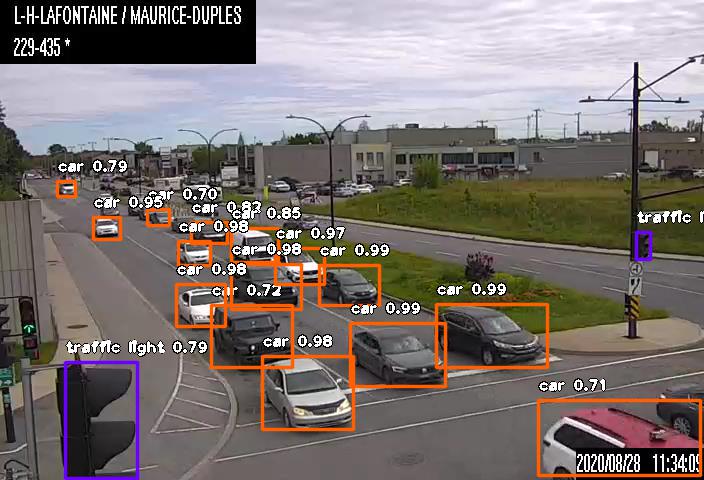 L-H-LAFONTAINE / MAURICE-DUPLES
229-435 *
car 0.79
car 0.95
car 0.70
car 0.82
car 0.85
car 0.98
car 0.97
car 0.98
car 0.99
car 0.98
0.72
car 0.99
car 0.99
traffic light 0.79
car 0.98
car 0.71
traffic l
2020/08/28 11:34:09